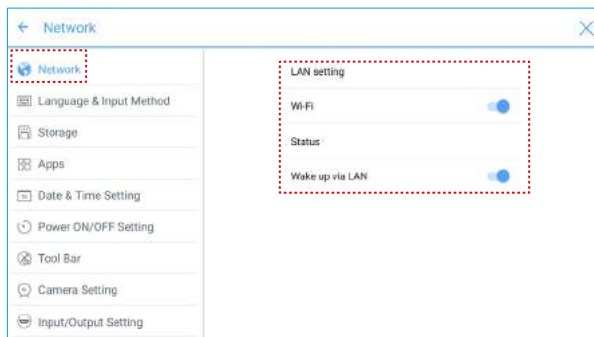 Network
Network
Language & Input Method
Storage
Apps
Date & Time Setting
Power ON/OFF Setting
Tool Bar
Camera Setting
Input/Output Setting
LAN setting
Wi-Fi
Status
Wake up via LAN